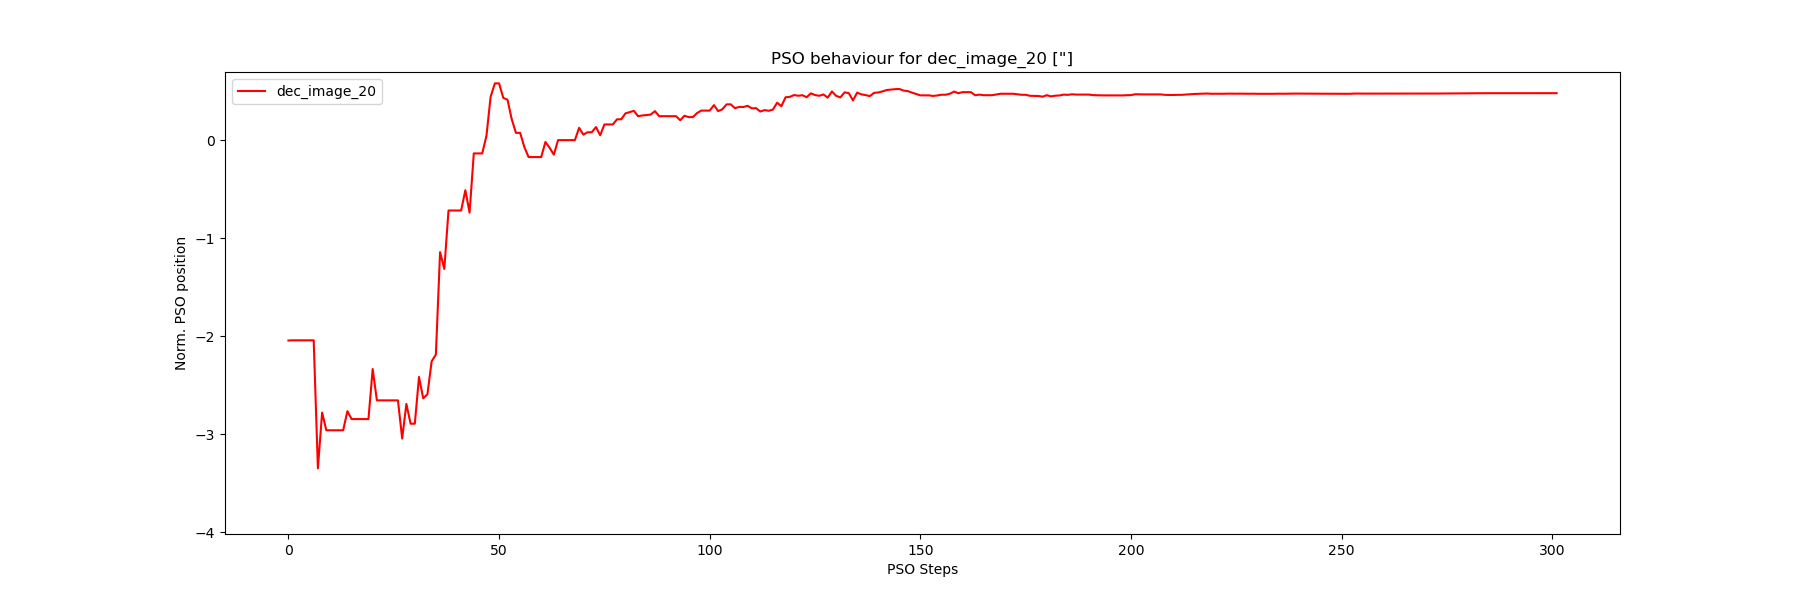 PSO behaviour for dec_image_20 ["]
dec_image_20
Norm. PSO position
0
−1
−2
−3
−4
0 50 100 150 200 250 300
PSO Steps